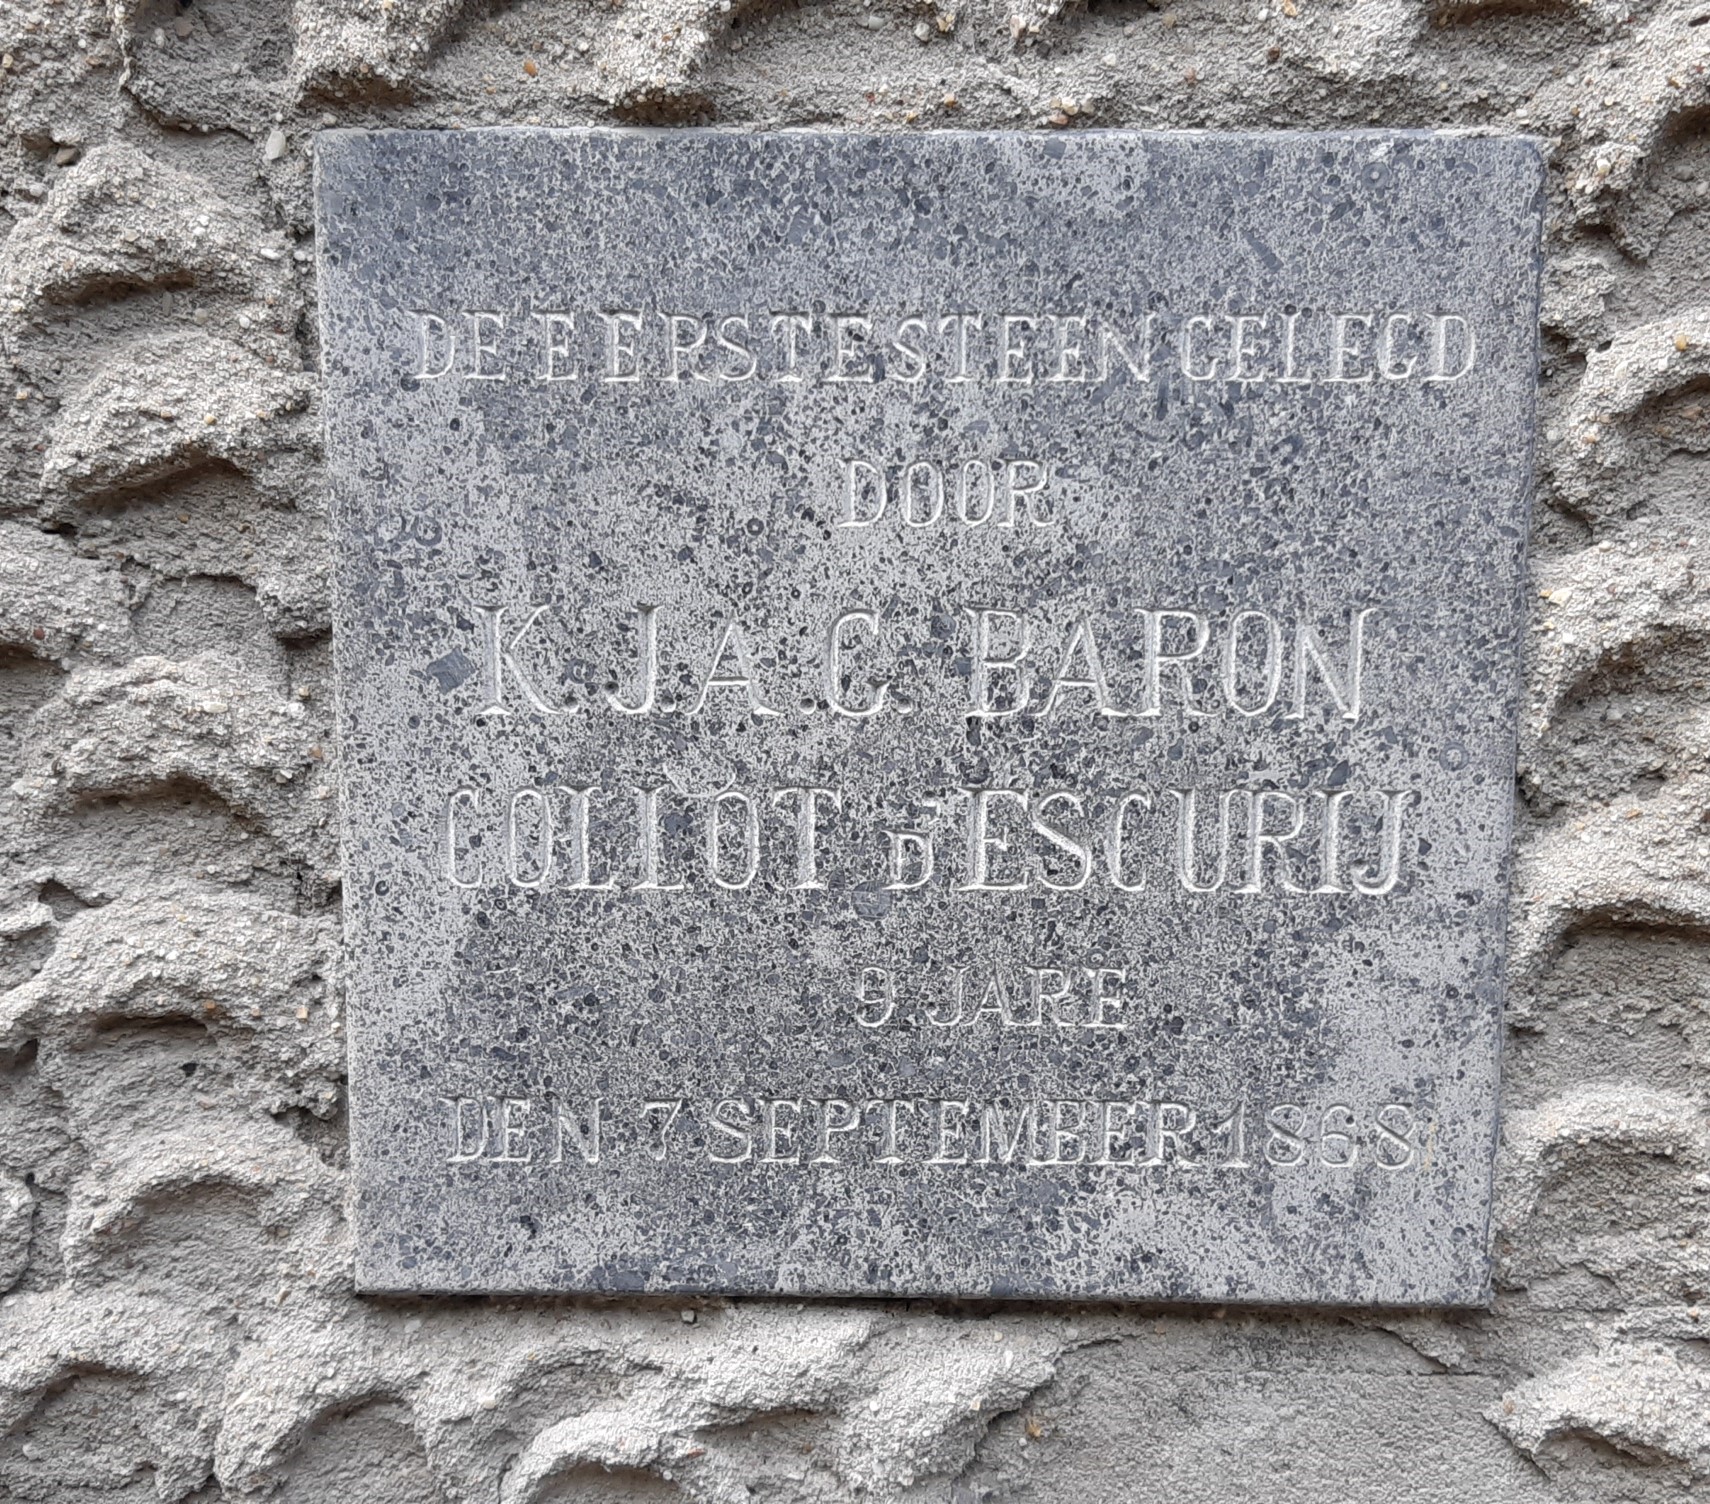 DE EERSTE STEEN GELEGD
DOOR
K.J.A.G. BARON
COLLOT D'ESCURIJ
9 JARE
DEN 7 SEPTEMBER 1868